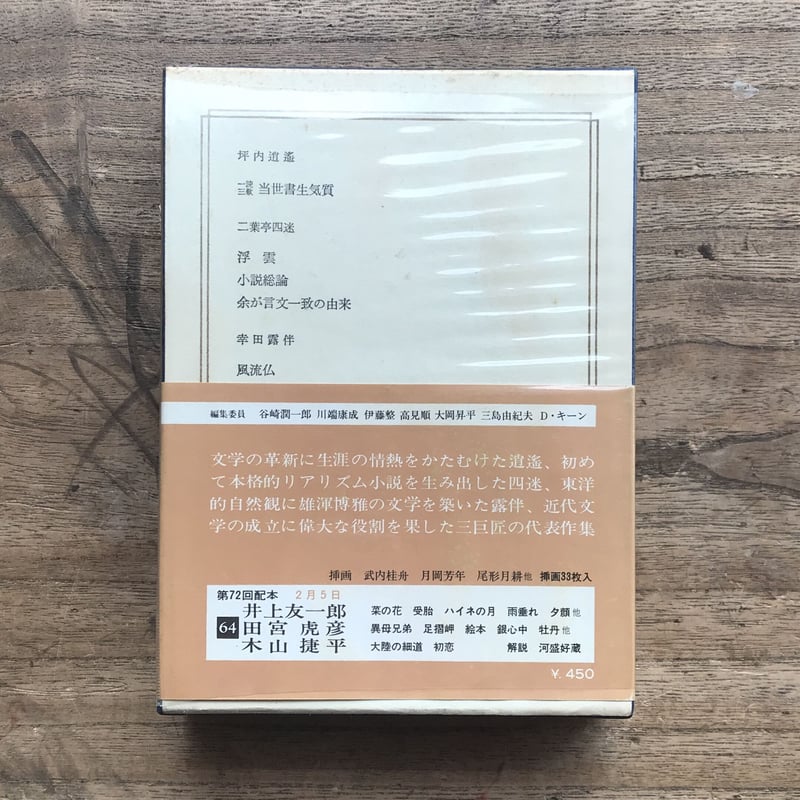 坪内逍遙
一読三歎 当世書生気質
二葉亭四迷
浮雲
小説総論
余が言文一致の由来
幸田露伴
風流仏
編集委員 谷崎潤一郎 川端康成 伊藤整 高見順 大岡昇平 三島由紀夫 D・キーン
文学の革新に生涯の情熱をかたむけた逍遙、初め
て本格的リアリズム小説を生み出した四迷、東洋
的自然観に雄渾博雅の文学を築いた露伴、近代文
学の成立に偉大な役割を果した三巨匠の代表作集
挿画 武内桂舟 月岡芳年 尾形月耕他 挿画33枚入
第72回配本 2月5日
64
井上友一郎 菜の花 受胎 ハイネの月 雨垂れ 夕顔他
田宮虎彦 異母兄弟 足摺岬 絵本 銀心中 牡丹他
木山捷平 大陸の細道 初恋 解説 河盛好蔵
¥. 450